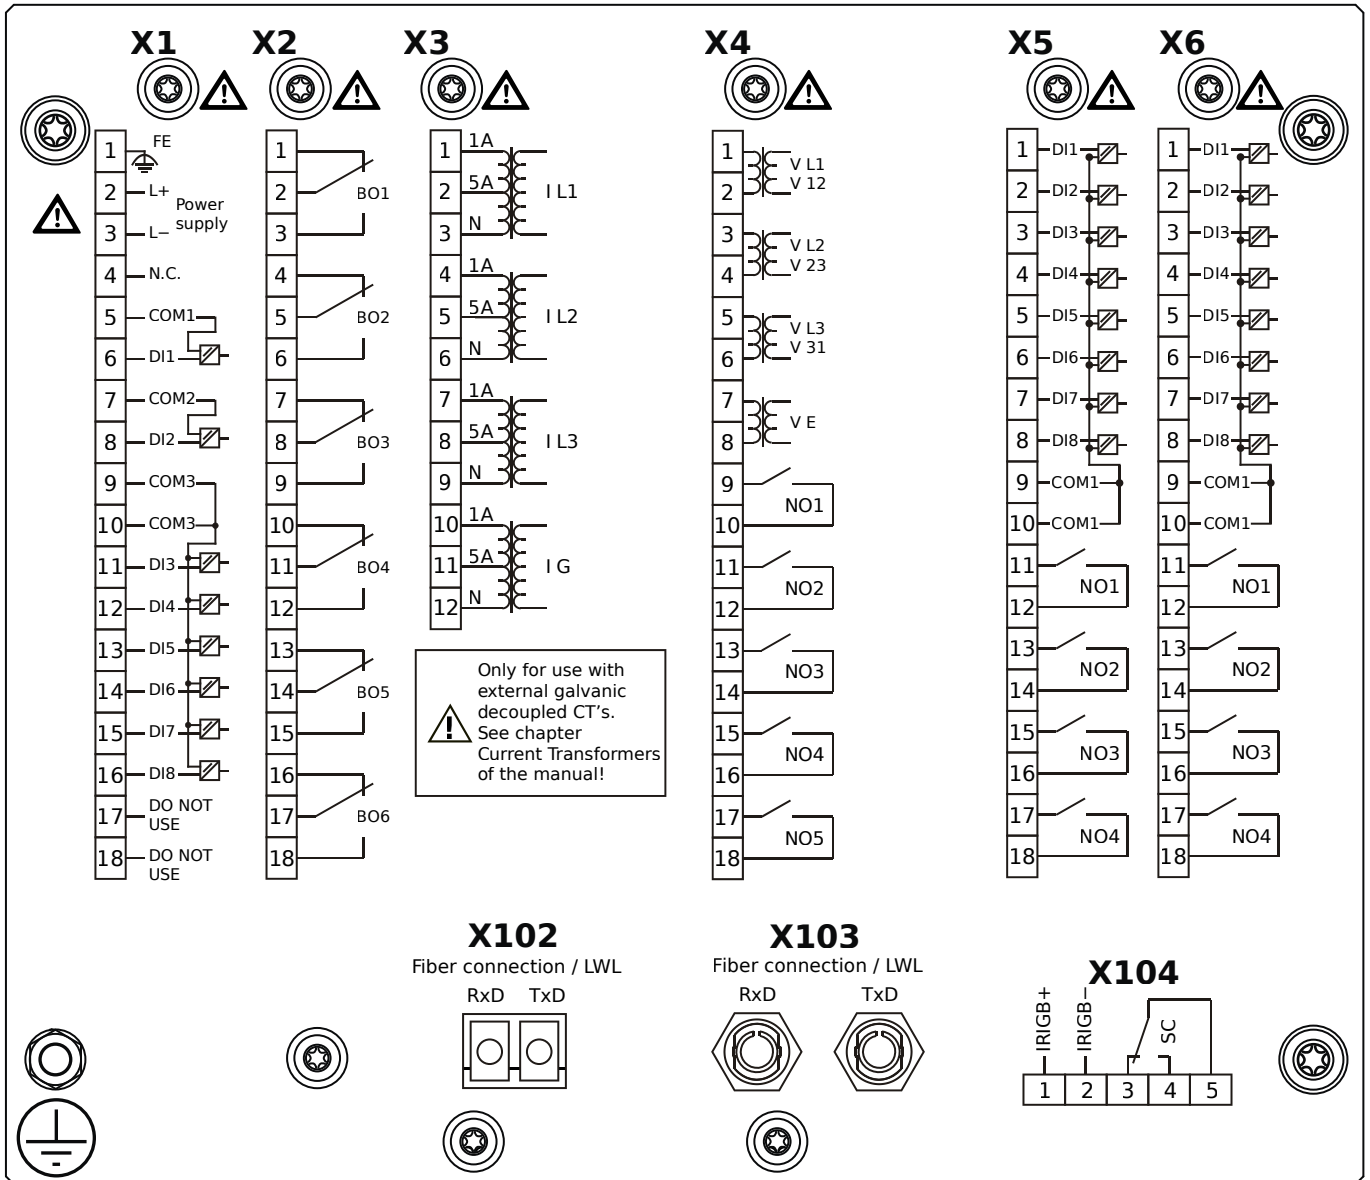 X1 X2 X3 X4 X5 X6
1 FE
2 L+
Power
supply
3 L−
4 N.C.
5 COM1
6 DI1
7 COM2
8 DI2
9 COM3
10 COM3
11 DI3
12 DI4
13 DI5
14 DI6
15 DI7
16 DI8
17 DO NOT
USE
18 DO NOT
USE
1
2 BO1
3
4
5 BO2
6
7
8 BO3
9
10
11 BO4
12
13
14 BO5
15
16
17 BO6
18
1 1A
2 5A I L1
3 N
4 1A
5 5A I L2
6 N
7 1A
8 5A I L3
9 N
10 1A
11 5A I G
12 N
Only for use with
external galvanic
decoupled CT's.
See chapter
Current Transformers
of the manual!
1 V L1
2 V 12
3 V L2
4 V 23
5 V L3
6 V 31
7
V E
8
9
NO1
10
11
NO2
12
13
NO3
14
15
NO4
16
17
NO5
18
1 DI1
2 DI2
3 DI3
4 DI4
5 DI5
6 DI6
7 DI7
8 DI8
9 COM1
10 COM1
11
NO1
12
13
NO2
14
15
NO3
16
17
NO4
18
1 DI1
2 DI2
3 DI3
4 DI4
5 DI5
6 DI6
7 DI7
8 DI8
9 COM1
10 COM1
11
NO1
12
13
NO2
14
15
NO3
16
17
NO4
18
X102
Fiber connection / LWL
RxD TxD
X103
Fiber connection / LWL
RxD TxD
X104
IRIGB+
IRIGB−
SC
1 2 3 4 5